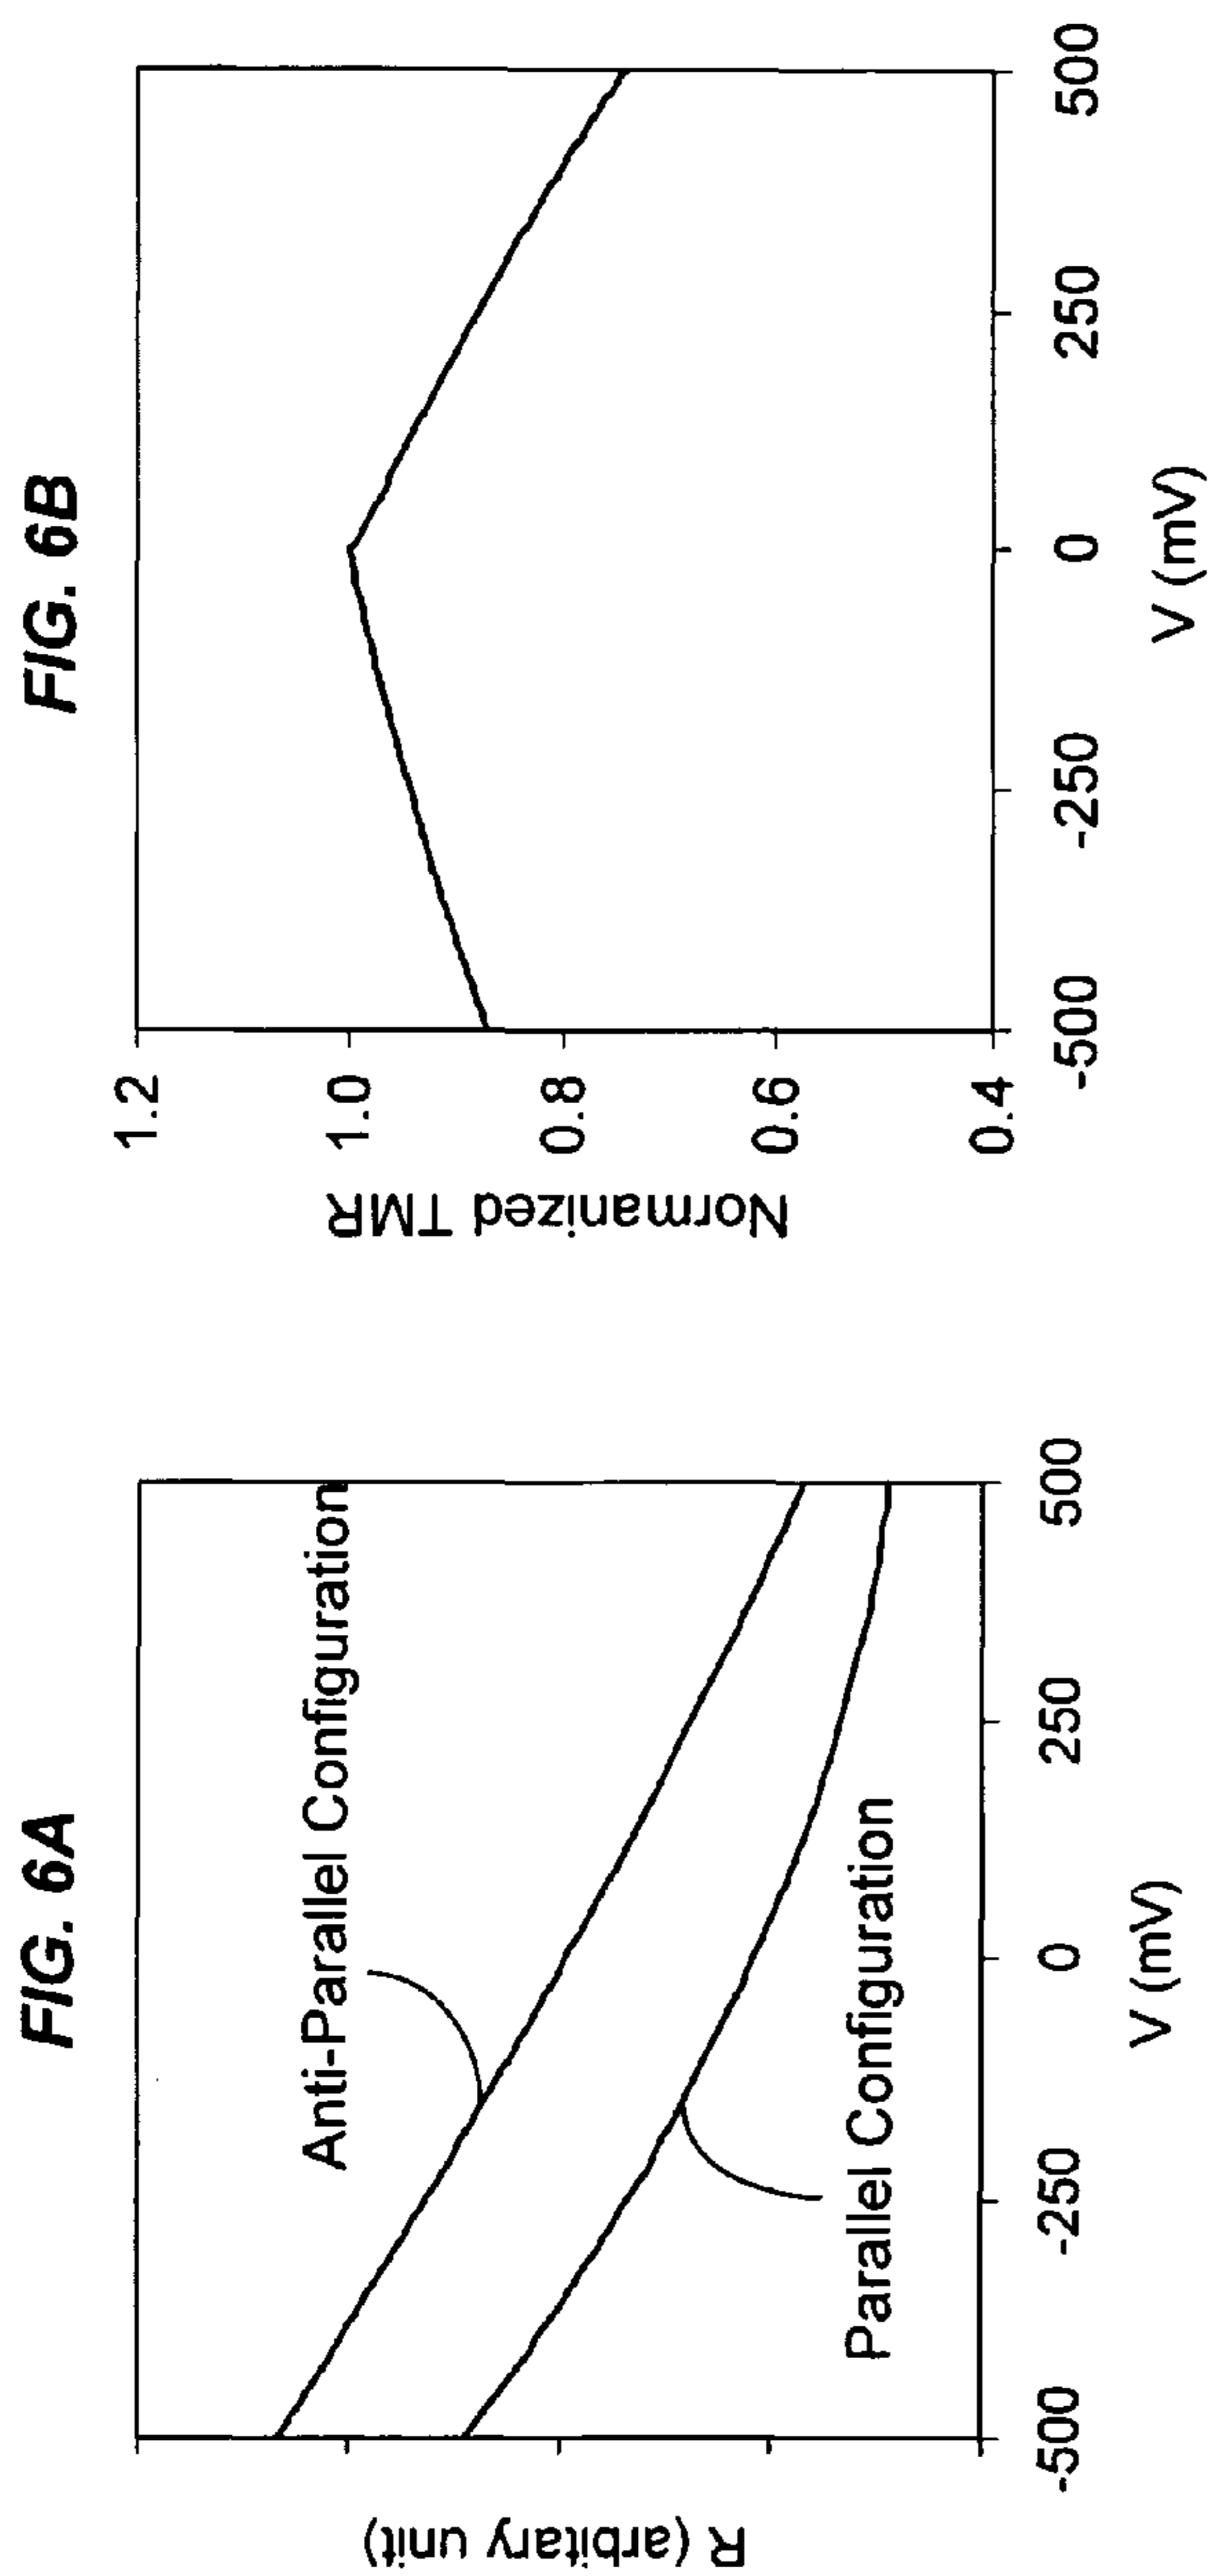 FIG. 6A
R (arbitary unit)
Anti-Parallel Configuration
Parallel Configuration
-500
-250
0
250
500
V (mV)
FIG. 6B
Normanized TMR
1.2
1.0
0.8
0.6
0.4
-500
-250
0
250
500
V (mV)